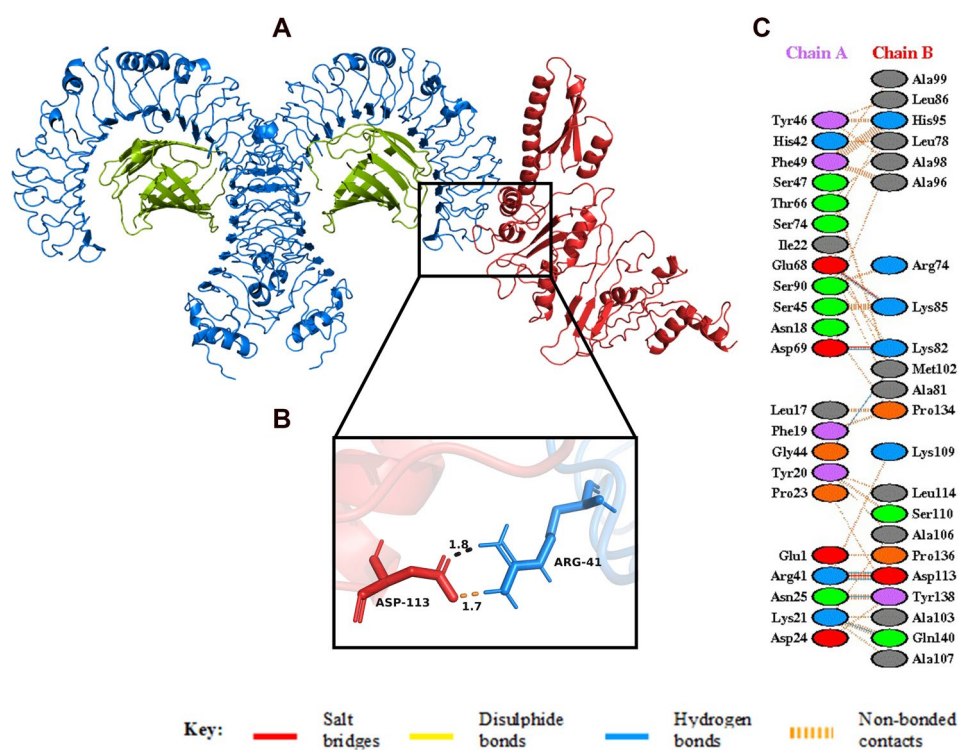 A
C
Chain A Chain B
Ala99
Leu86
Tyr46 His95
His42 Leu78
Phe49 Ala98
Ser47 Ala96
Thr66
Ser74
Ile22
Glu68 Arg74
Ser90
Ser45 Lys85
Asn18
Asp69 Lys82
Met102
Ala81
Leu17 Pro134
Phe19
Gly44 Lys109
Tyr20
Pro23 Leu114
Ser110
Ala106
Glu1 Pro136
Arg41 Asp113
Asn25 Tyr138
Lys21 Ala103
Asp24 Gln140
Ala107
B
1.8
ARG-41
ASP-113
1.7
Key:
Salt
bridges
Disulphide
bonds
Hydrogen
bonds
Non-bonded
contacts